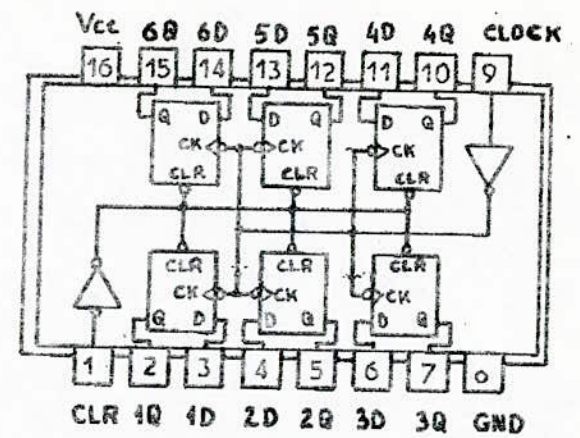 Vcc 6Q 6D 5D 5Q 4D 4Q CLOCK
16 15 14 13 12 11 10 9
Q D D Q D Q
CK CK CK
CLR CLR CLR
CLR CLR CLR
CK CK CK
Q D D Q D Q
1 2 3 4 5 6 7 o
CLR 1Q 1D 2D 2Q 3D 3Q GND